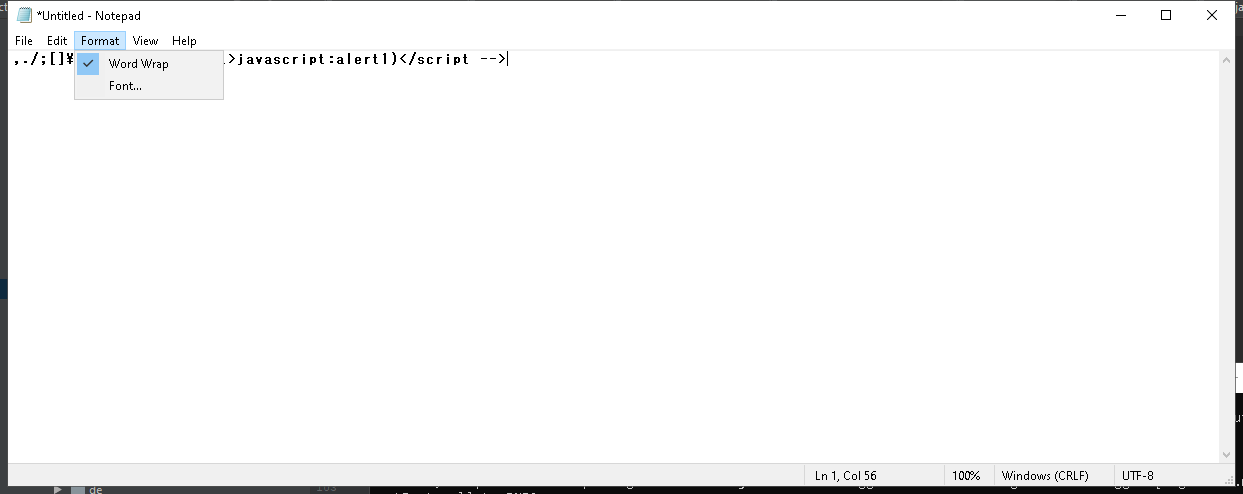 *Untitled - Notepad
File Edit Format View Help
,./;[]¥ >javascript:alert1)</script -->
Word Wrap
Font...
Ln 1, Col 56 100% Windows (CRLF) UTF-8
de